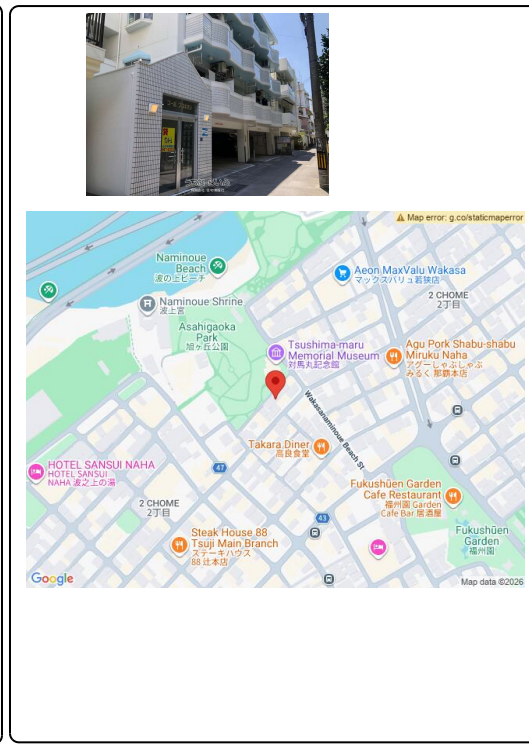 Map error: g.co/staticmaperror
Naminoue
Beach
波の上ビーチ
Aeon MaxValu Wakasa
マックスバリュ若狭店
Naminoue Shrine
波上宮
2 CHOME
2丁目
Asahigaoka
Park
旭ヶ丘公園
Tsushima-maru
Memorial Museum
対馬丸記念館
Agu Pork Shabu-shabu
Miruku Naha
アグーしゃぶしゃぶ
みるく 那覇本店
Wakasanaminoue Beach St
Takara Diner
高良食堂
HOTEL SANSUI NAHA
HOTEL SANSUI
NAHA 波之上の湯
47
Fukushūen Garden
Cafe Restaurant
福州園 Garden
Cafe Bar 居酒屋
2 CHOME
2丁目
43
Steak House 88
Tsuji Main Branch
ステーキハウス
88 辻本店
Fukushūen
Garden
福州園
Google
Map data ©2026